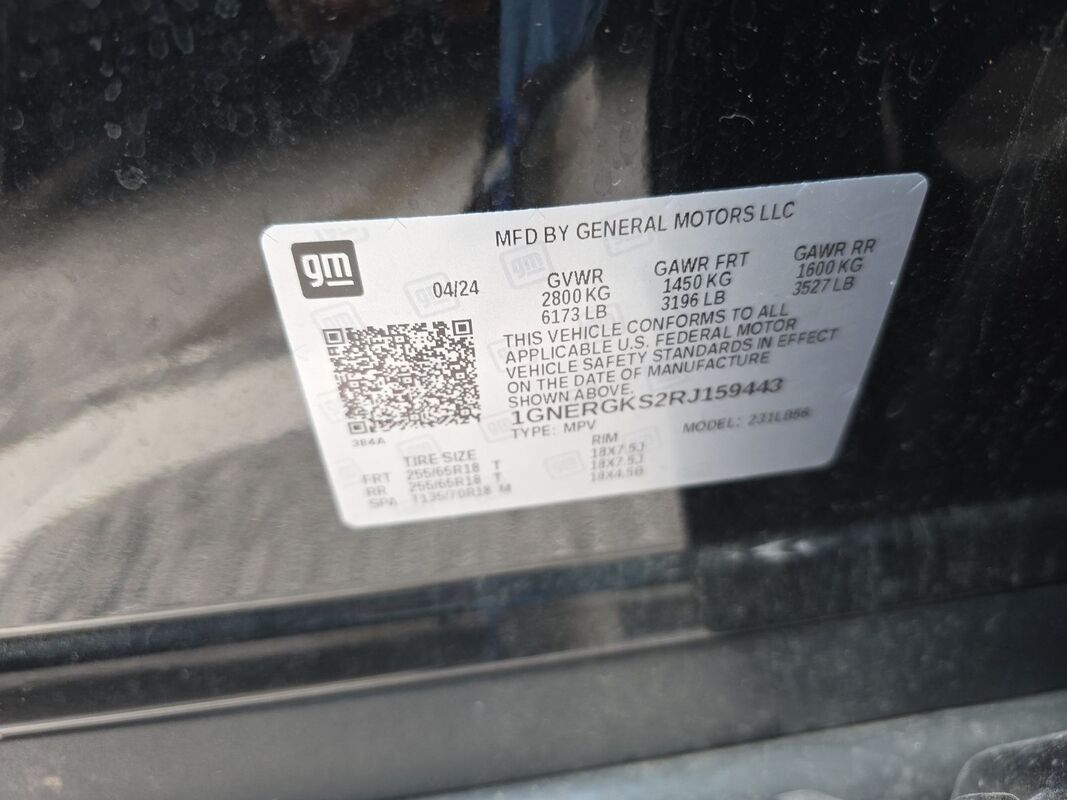 gm
MFD BY GENERAL MOTORS LLC
04/24
GVWR
2800 KG
6173 LB
GAWR FRT
1450 KG
3196 LB
GAWR RR
1600 KG
3527 LB
THIS VEHICLE CONFORMS TO ALL
APPLICABLE U.S. FEDERAL MOTOR
VEHICLE SAFETY STANDARDS IN EFFECT
ON THE DATE OF MANUFACTURE
SHOWN ABOVE.
1GNERGKS2RJ159443
TYPE: MPV
MODEL: 231LB56
384A
TIRE SIZE
RIM
FRT 255/65R18 T 18X7.5J
RR 255/65R18 T 18X7.5J
SPA T135/70R18 M 18X4.5B